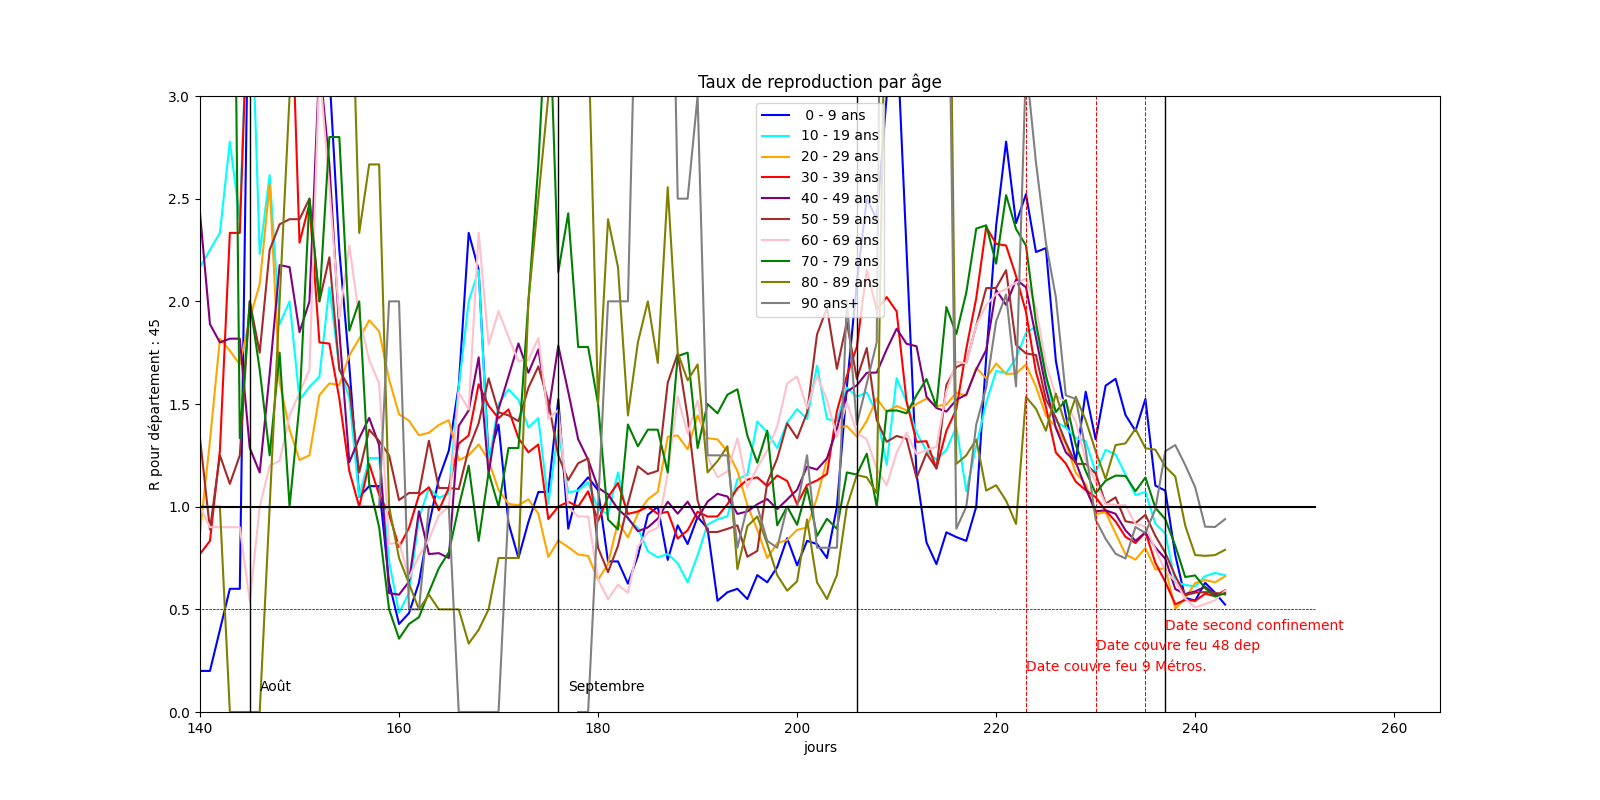 Taux de reproduction par âge
R pour département : 45
3.0
2.5
2.0
1.5
1.0
0.5
0.0
0 - 9 ans
10 - 19 ans
20 - 29 ans
30 - 39 ans
40 - 49 ans
50 - 59 ans
60 - 69 ans
70 - 79 ans
80 - 89 ans
90 ans+
Date second confinement
Date couvre feu 48 dep
Date couvre feu 9 Métros.
Août
Septembre
140 160 180 200 220 240 260
jours